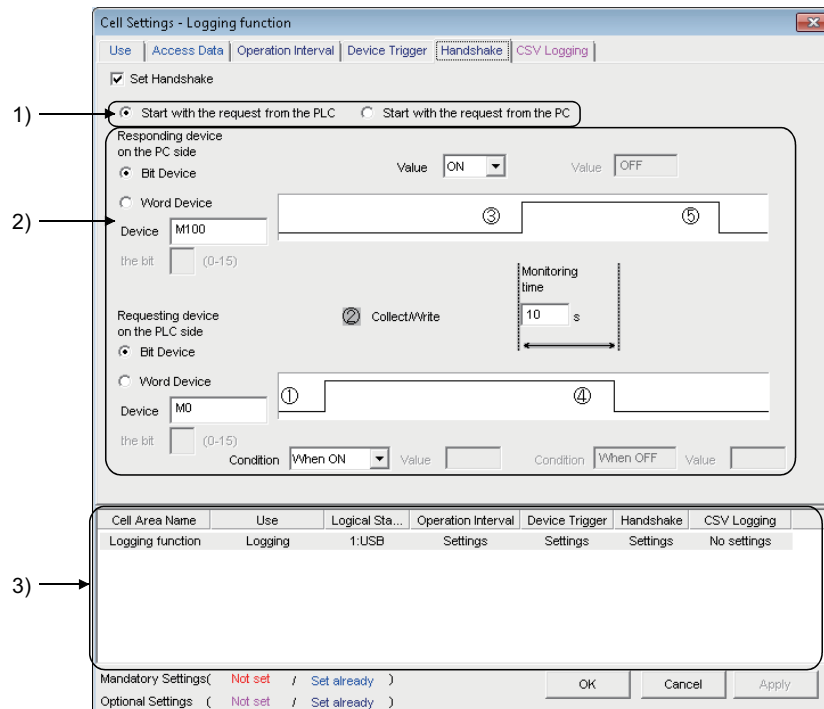 Cell Settings - Logging function
Use Access Data Operation Interval Device Trigger Handshake CSV Logging
Set Handshake
1) Start with the request from the PLC Start with the request from the PC
Responding device
on the PC side
Value ON Value OFF
Bit Device
Word Device
2)
③ ⑤
Device M100
the bit (0-15)
Monitoring
time
Requesting device
on the PLC side
② Collect/Write 10 s
Bit Device
Word Device
① ④
Device M0
the bit (0-15)
Condition When ON Value Condition When OFF Value
Cell Area Name Use Logical Sta... Operation Interval Device Trigger Handshake CSV Logging
Logging function Logging 1:USB Settings Settings Settings No settings
3)
Mandatory Settings( Not set / Set already )
Optional Settings ( Not set / Set already )
OK Cancel Apply